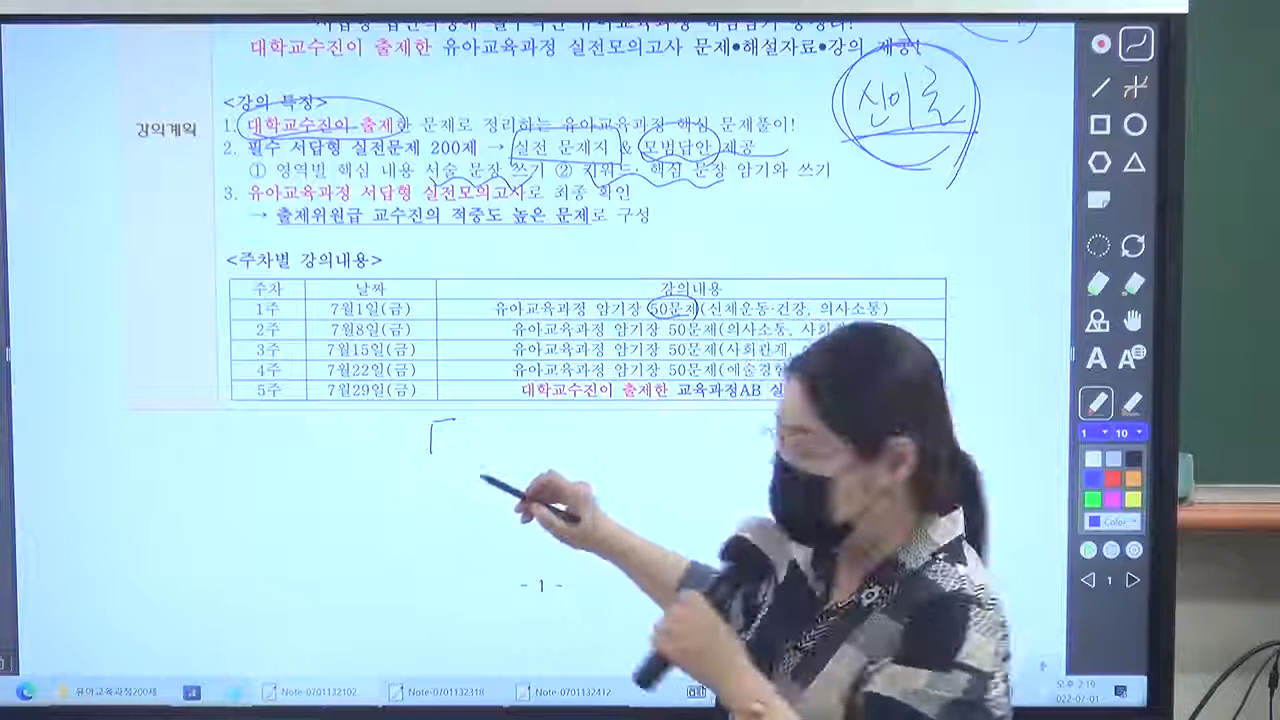 대학교수진이 출제한 유아교육과정 실전모의고사 문제•해설자료•강의 제공!
신이로
강의계획
<강의 특징>
1. 대학교수진이 출제한 문제로 정리하는 유아교육과정 핵심 문제풀이!
2. 필수 서답형 실전문제 200제 → 실전 문제지 & 모범답안 제공
① 영역별 핵심 내용 서술 문장 쓰기 ② 키워드, 핵심 문장 암기와 쓰기
3. 유아교육과정 서답형 실전모의고사로 최종 확인
→ 출제위원급 교수진의 적중도 높은 문제로 구성
<주차별 강의내용>
주차 날짜 강의내용
1주 7월1일(금) 유아교육과정 암기장 50문제(신체운동·건강, 의사소통)
2주 7월8일(금) 유아교육과정 암기장 50문제(의사소통, 사회
3주 7월15일(금) 유아교육과정 암기장 50문제(사회관계,
4주 7월22일(금) 유아교육과정 암기장 50문제(예술경험
5주 7월29일(금) 대학교수진이 출제한 교육과정AB 실
- 1 -
A A
1 10
Color
1
유아교육과정200제 Note-0701132102 Note-0701132318 Note-0701132412
오후 2:19
022-07-01